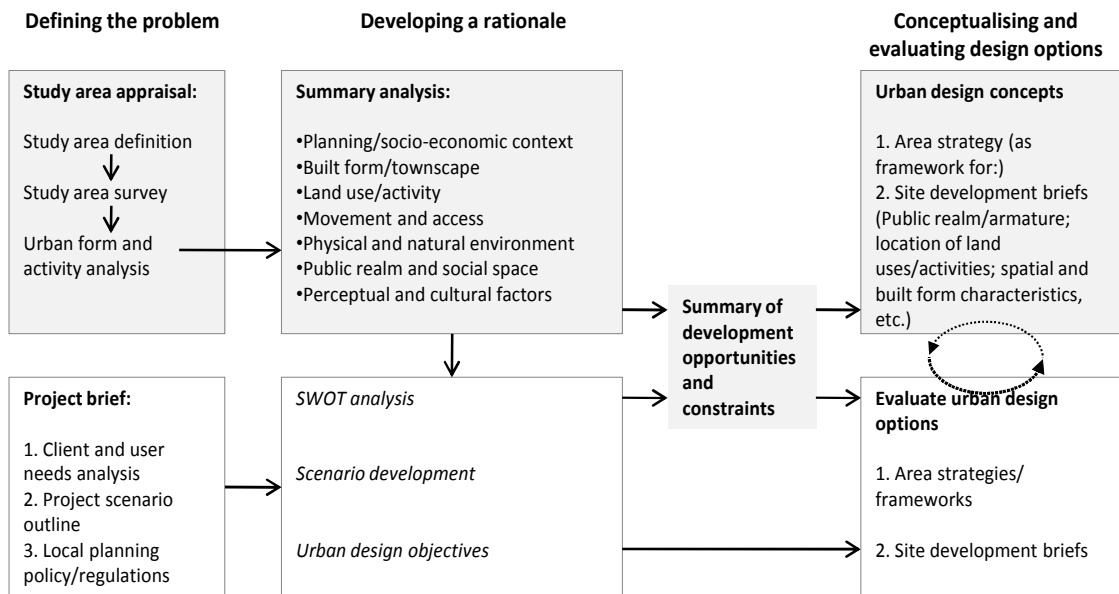 Defining the problem
Developing a rationale
Conceptualising and
evaluating design options
Study area appraisal:
Study area definition
Study area survey
Urban form and
activity analysis
Summary analysis:
•Planning/socio-economic context
•Built form/townscape
•Land use/activity
•Movement and access
•Physical and natural environment
•Public realm and social space
•Perceptual and cultural factors
Summary of
development
opportunities
and
constraints
Urban design concepts
1. Area strategy (as
framework for:)
2. Site development briefs
(Public realm/armature;
location of land
uses/activities; spatial and
built form characteristics,
etc.)
Project brief:
1. Client and user
needs analysis
2. Project scenario
outline
3. Local planning
policy/regulations
SWOT analysis
Scenario development
Urban design objectives
Evaluate urban design
options
1. Area strategies/
frameworks
2. Site development briefs